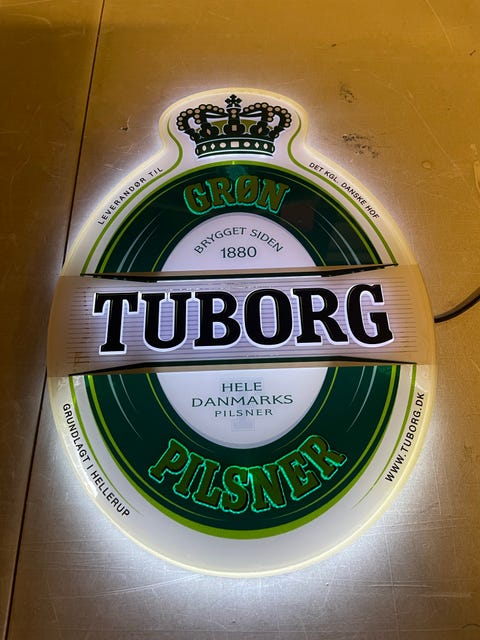 LEVERANDØR TIL
DET KGL. DANSKE HOF
GRØN
BRYGGET SIDEN
1880
TUBORG
HELE
DANMARKS
PILSNER
PILSNER
GRUNDLAGT I HELLERUP
WWW.TUBORG.DK